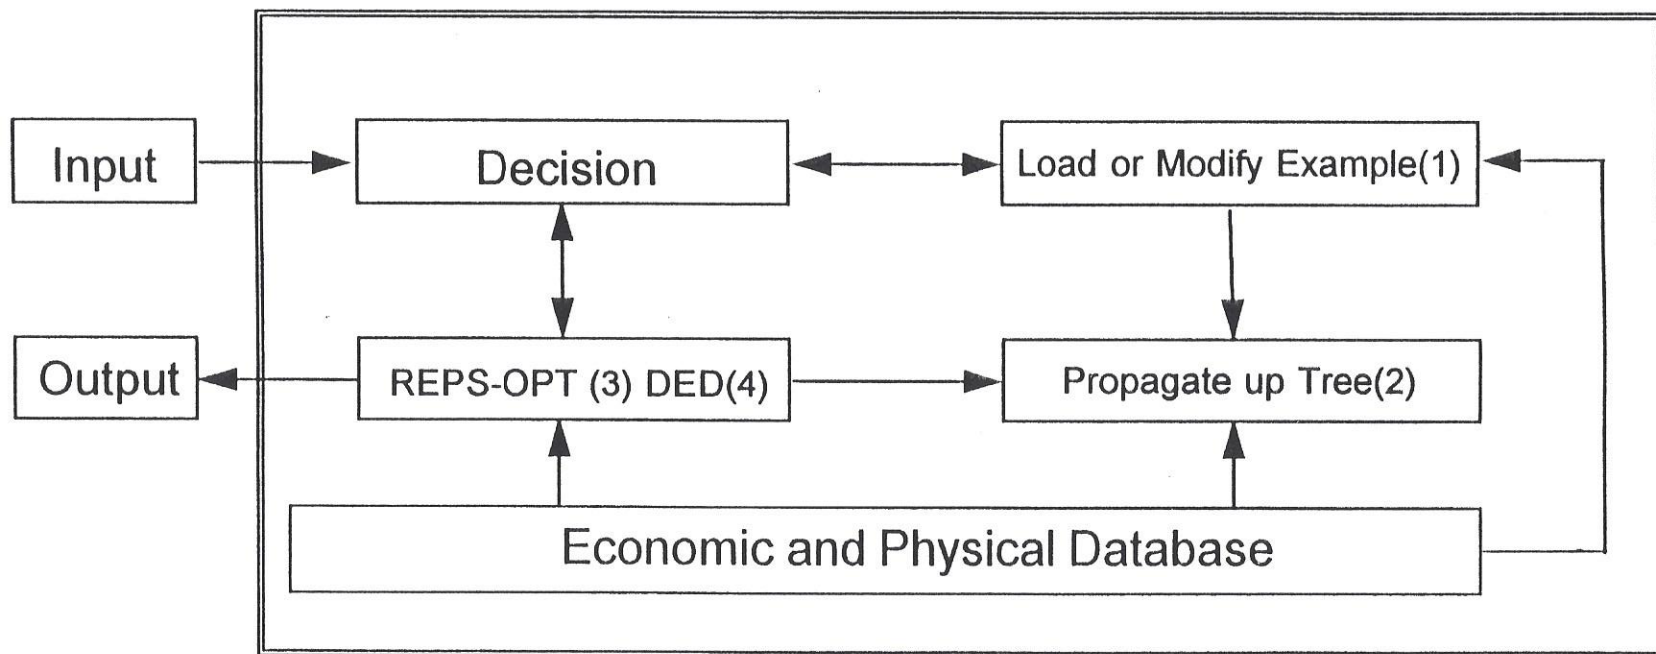 Input
Decision
Load or Modify Example(1)
Output
REPS-OPT (3) DED(4)
Propagate up Tree(2)
Economic and Physical Database